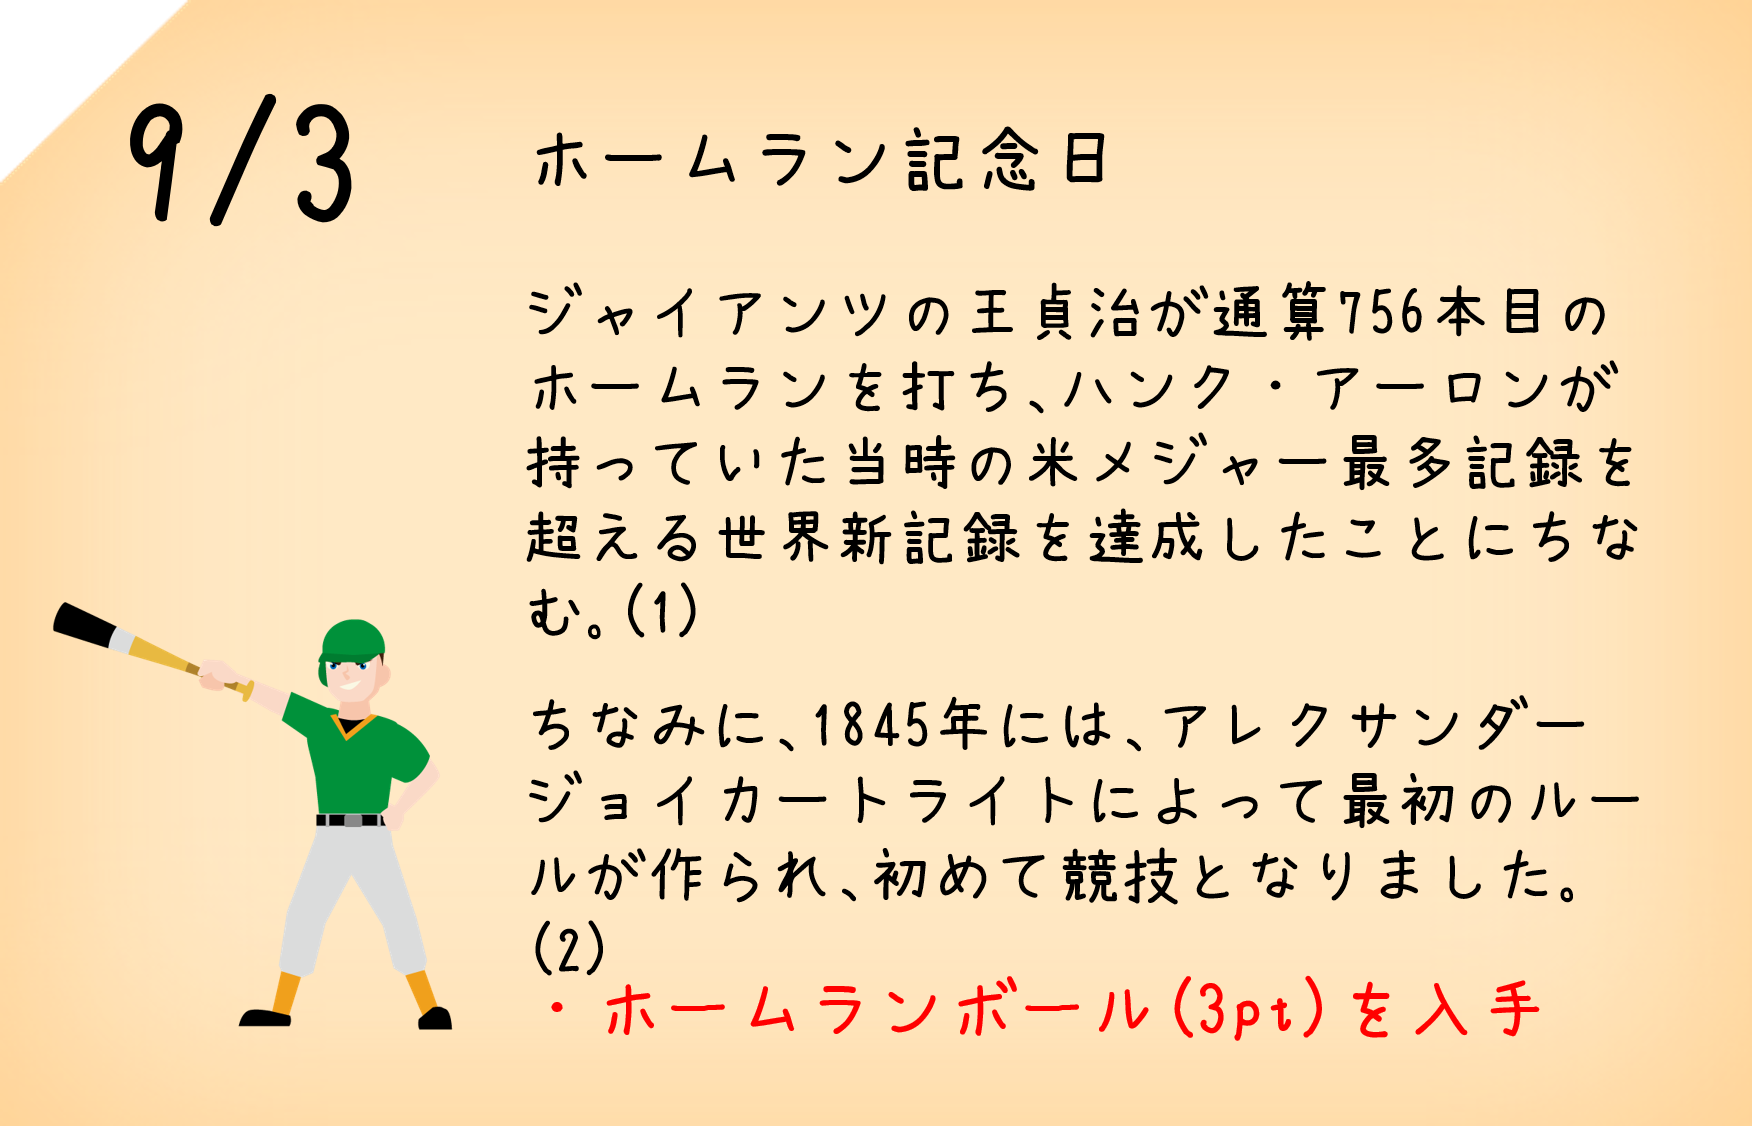 9/3
ホームラン記念日
ジャイアンツの王貞治が通算756本目の
ホームランを打ち、ハンク・アーロンが
持っていた当時の米メジャー最多記録を
超える世界新記録を達成したことにちな
む。(1)
ちなみに、1845年には、アレクサンダー
ジョイカートライトによって最初のルー
ルが作られ、初めて競技となりました。
(2)
・ホームランボール(3pt)を入手